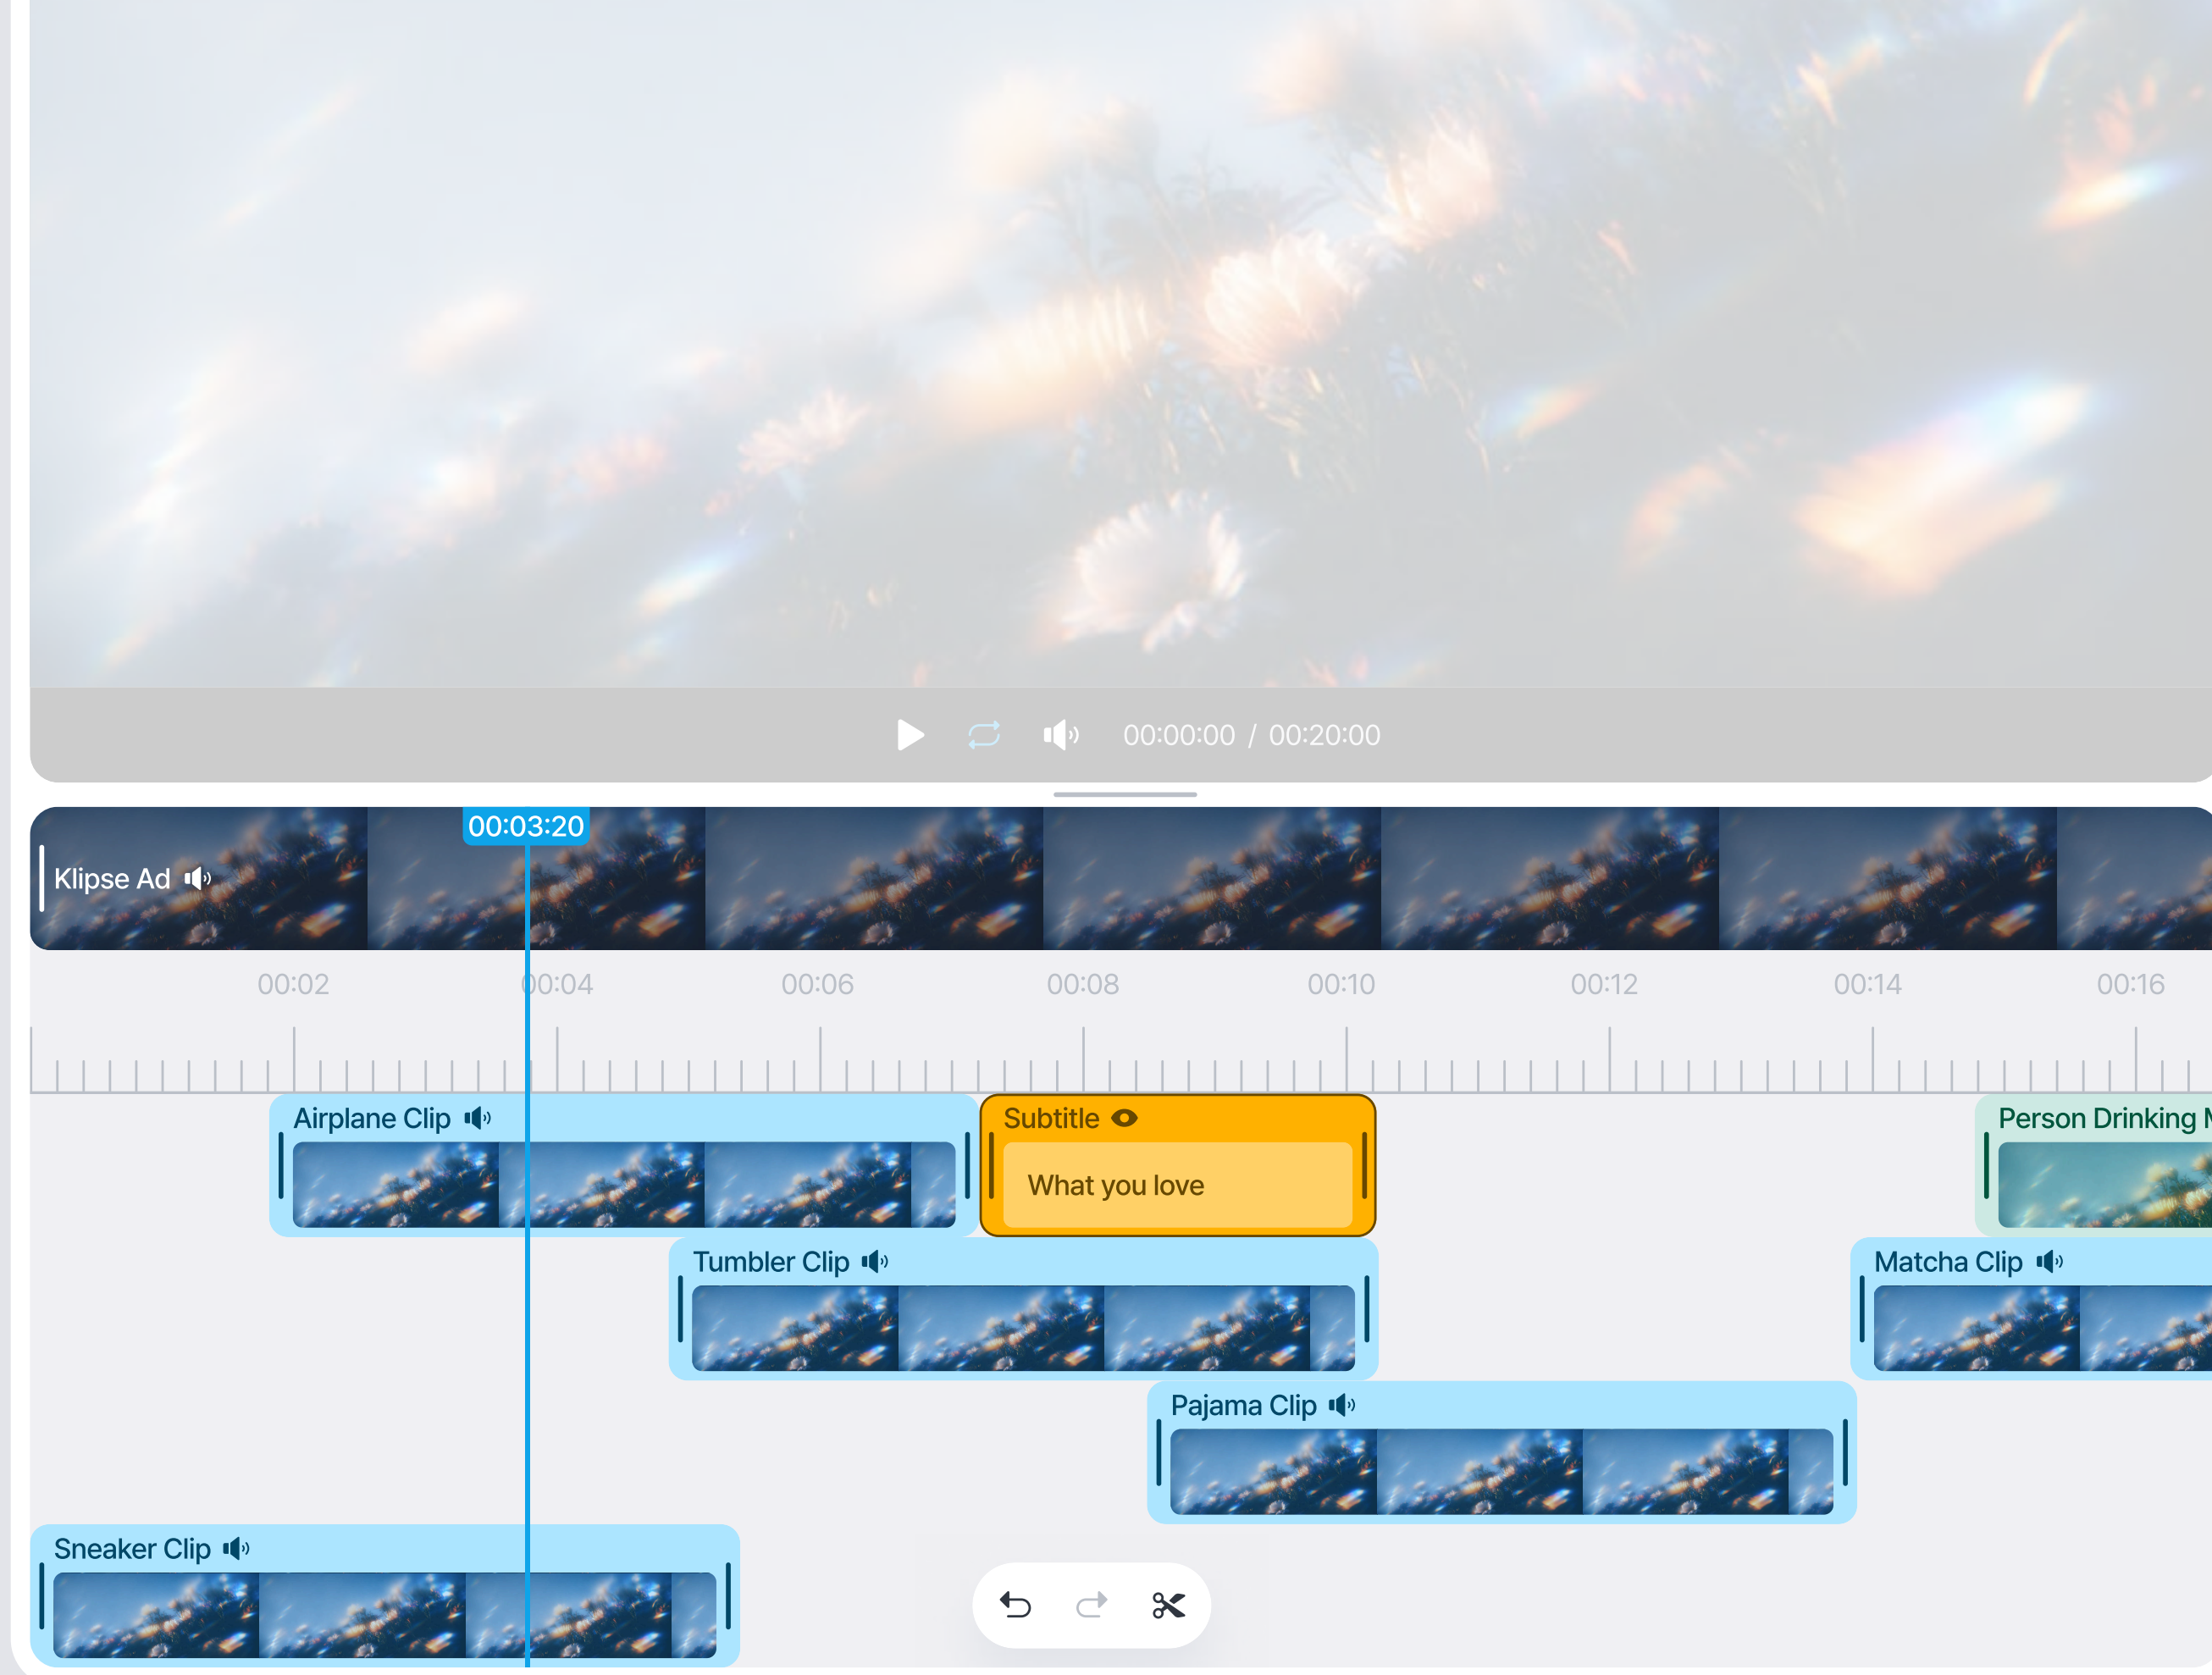 00:00:00 / 00:20:00
00:03:20
Klipse Ad
00:02 00:04 00:06 00:08 00:10 00:12 00:14 00:16
Airplane Clip
Subtitle
Person Drinking
What you love
Tumbler Clip
Matcha Clip
Pajama Clip
Sneaker Clip